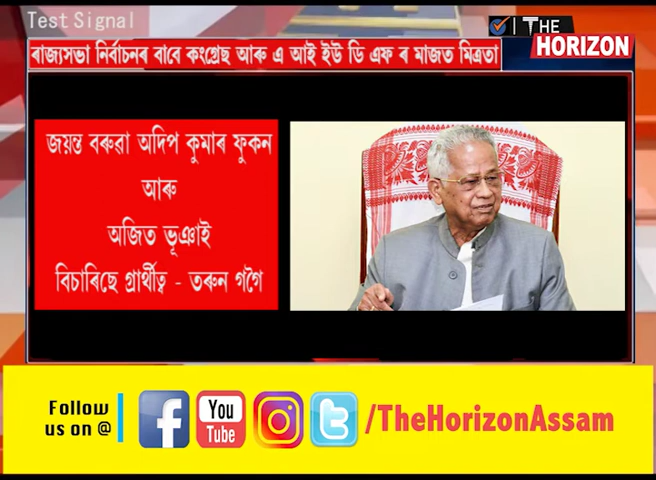 Test Signal
THE
HORIZON
ৰাজ্যসভা নিৰ্বাচনৰ বাবে কংগ্ৰেছ আৰু এ আই ইউ ডি এফ ৰ মাজত মিত্ৰতা
জয়ন্ত বৰুৱা অদিপ কুমাৰ ফুকন
আৰু
অজিত ভূঞাই
বিচাৰিছে প্ৰাৰ্থীত্ব - তৰুন গগৈ
Follow
us on @
You
Tube
/TheHorizonAssam